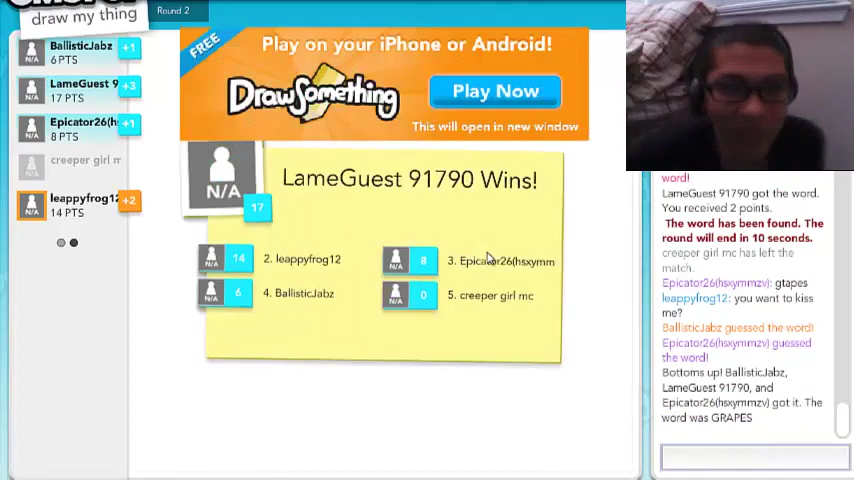 draw my thing
Round 2
BallisticJabz +1
6 PTS
LameGuest 9 +3
17 PTS
Epicator26(hs +1
8 PTS
creeper girl m
leappyfrog12 +2
14 PTS
FREE
Play on your iPhone or Android!
DrawSomething
Play Now
This will open in new window
N/A
17
LameGuest 91790 Wins!
N/A 14 2. leappyfrog12
N/A 8 3. Epicator26(hsxymm
N/A 6 4. BallisticJabz
N/A 0 5. creeper girl mc
word!
LameGuest 91790 got the word.
You received 2 points.
The word has been found. The
round will end in 10 seconds.
creeper girl mc has left the
match.
Epicator26(hsxymmzv): gtapes
leappyfrog12: you want to kiss
me?
BallisticJabz guessed the word!
Epicator26(hsxymmzv) guessed
the word!
Bottoms up! BallisticJabz,
LameGuest 91790, and
Epicator26(hsxymmzv) got it. The
word was GRAPES